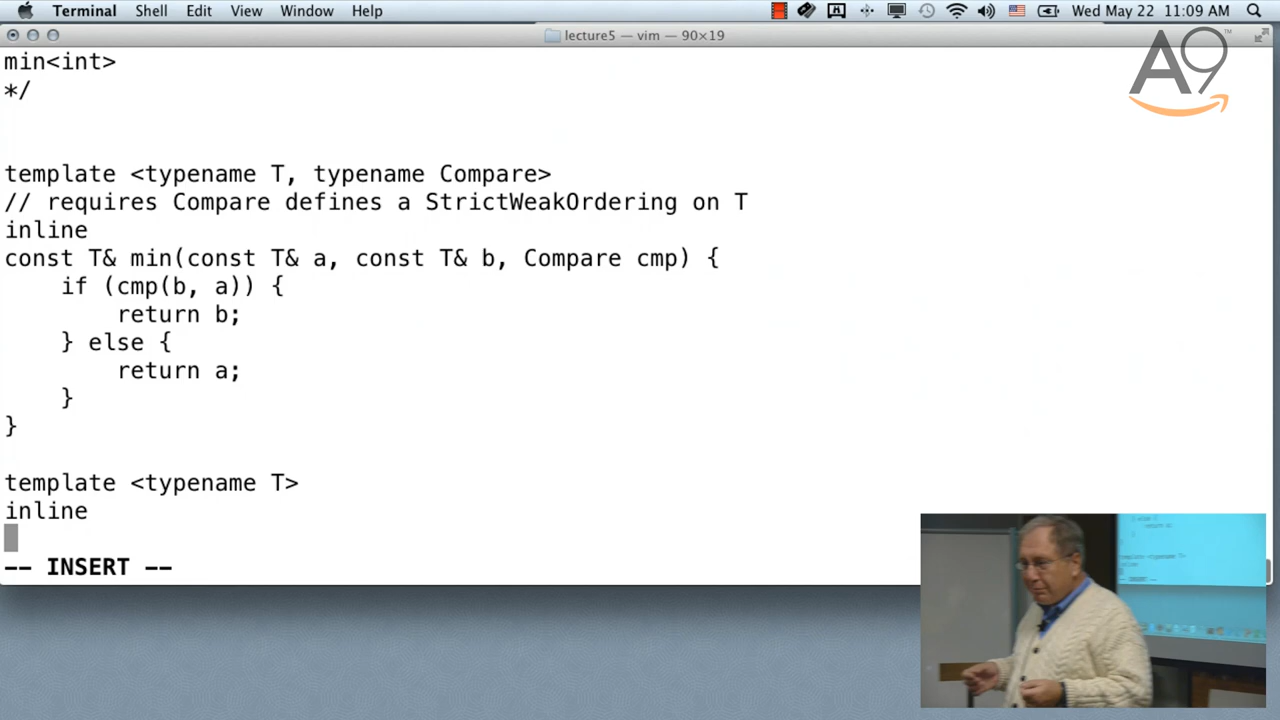 Terminal Shell Edit View Window Help Wed May 22 11:09 AM
lecture5 — vim — 90×19
A9™
min<int>
*/
template <typename T, typename Compare>
// requires Compare defines a StrictWeakOrdering on T
inline
const T& min(const T& a, const T& b, Compare cmp) {
    if (cmp(b, a)) {
        return b;
    } else {
        return a;
    }
}
template <typename T>
inline
-- INSERT --